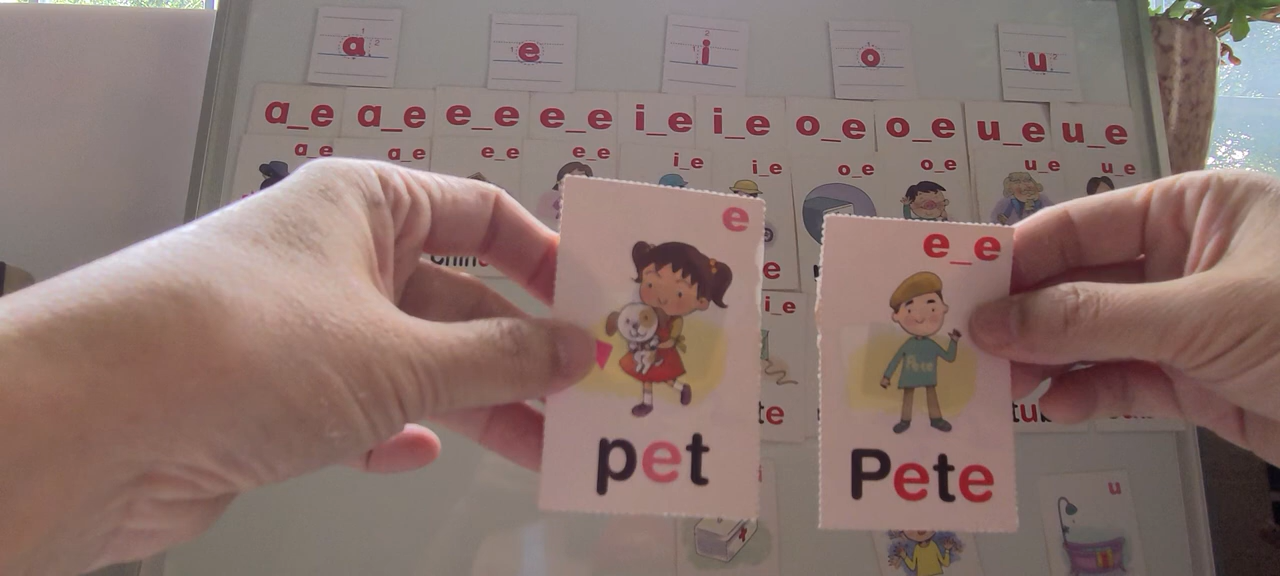 a e i o u
a_e a_e e_e e_e i_e i_e o_e o_e u_e u_e
a_e a_e e_e e_e i_e i_e o_e o_e u_e u_e
e e_e
i_e
Pete
pet Pete
u